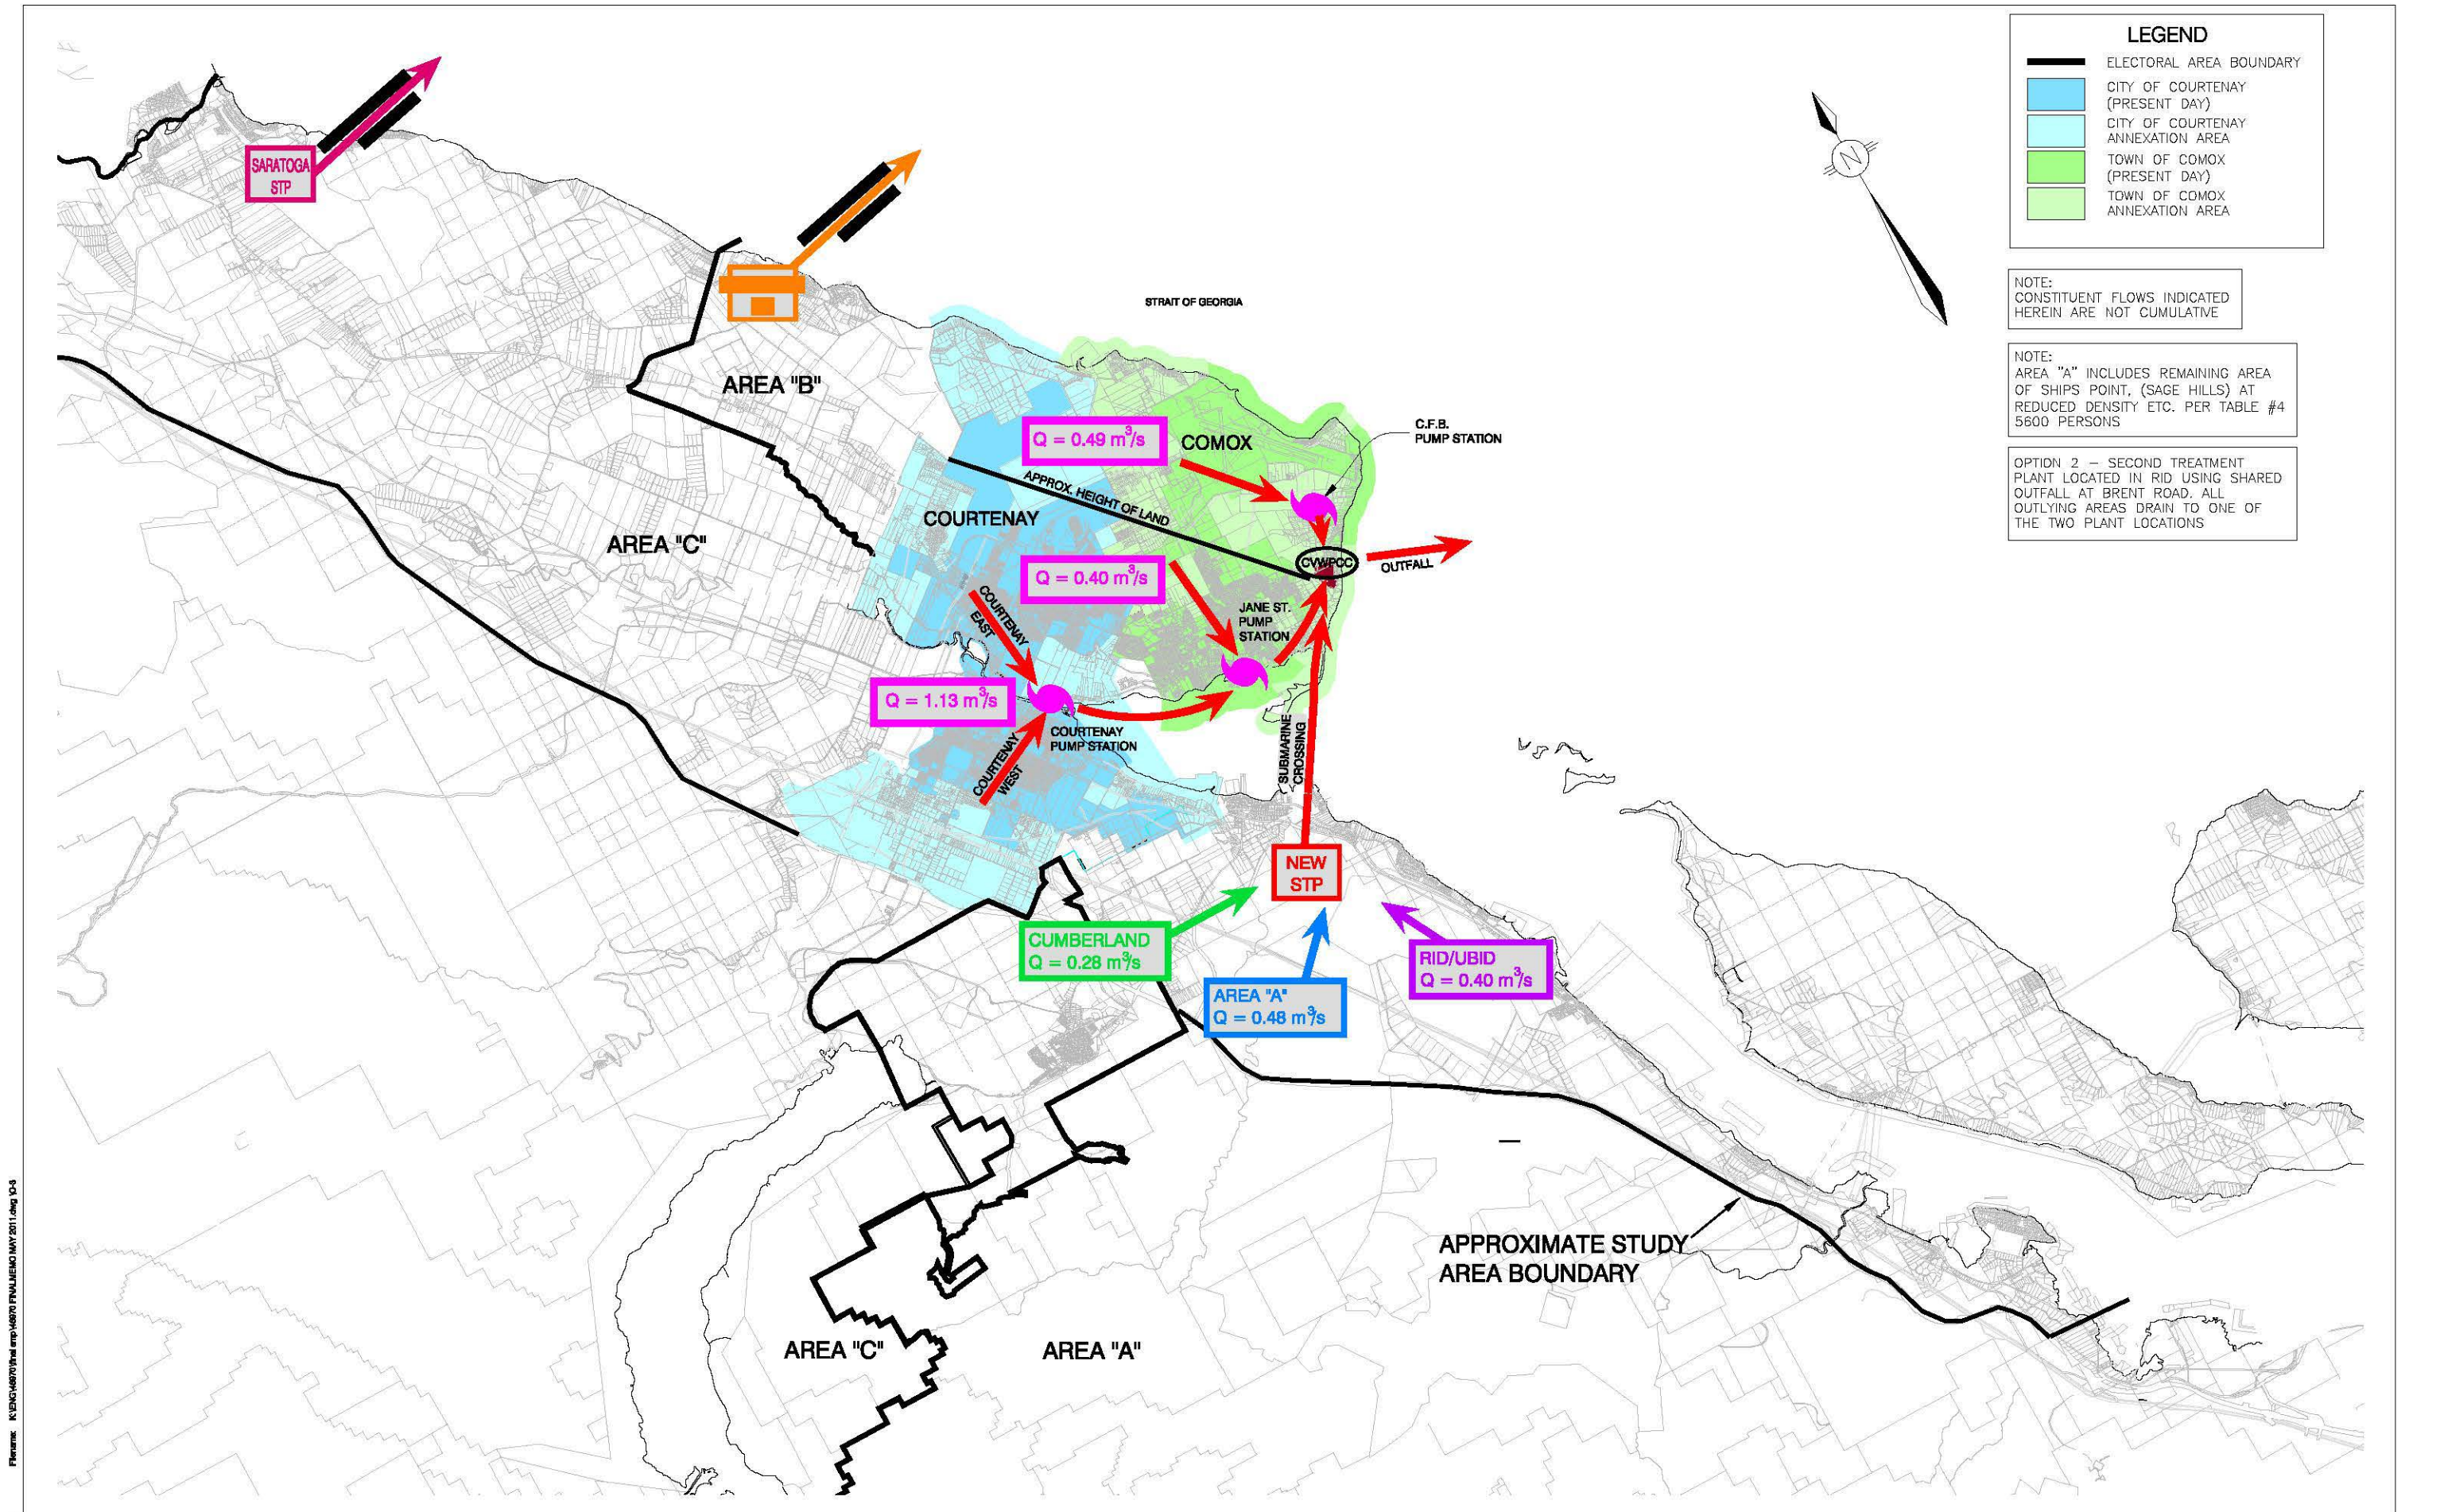 LEGEND
ELECTORAL AREA BOUNDARY
CITY OF COURTENAY
(PRESENT DAY)
CITY OF COURTENAY
ANNEXATION AREA
TOWN OF COMOX
(PRESENT DAY)
TOWN OF COMOX
ANNEXATION AREA
NOTE:
CONSTITUENT FLOWS INDICATED
HEREIN ARE NOT CUMULATIVE
NOTE:
AREA "A" INCLUDES REMAINING AREA
OF SHIPS POINT, (SAGE HILLS) AT
REDUCED DENSITY ETC. PER TABLE #4
5600 PERSONS
OPTION 2 – SECOND TREATMENT
PLANT LOCATED IN RID USING SHARED
OUTFALL AT BRENT ROAD. ALL
OUTLYING AREAS DRAIN TO ONE OF
THE TWO PLANT LOCATIONS
N
SARATOGA
STP
STRAIT OF GEORGIA
AREA "B"
Q = 0.49 m³/s
COMOX
C.F.B.
PUMP STATION
APPROX. HEIGHT OF LAND
COURTENAY
AREA "C"
CVWPCC
OUTFALL
Q = 0.40 m³/s
COURTENAY
EAST
JANE ST.
PUMP
STATION
Q = 1.13 m³/s
COURTENAY
PUMP STATION
COURTENAY
WEST
SUBMARINE
CROSSING
NEW
STP
CUMBERLAND
Q = 0.28 m³/s
RID/UBID
Q = 0.40 m³/s
AREA "A"
Q = 0.48 m³/s
APPROXIMATE STUDY
AREA BOUNDARY
AREA "C"
AREA "A"